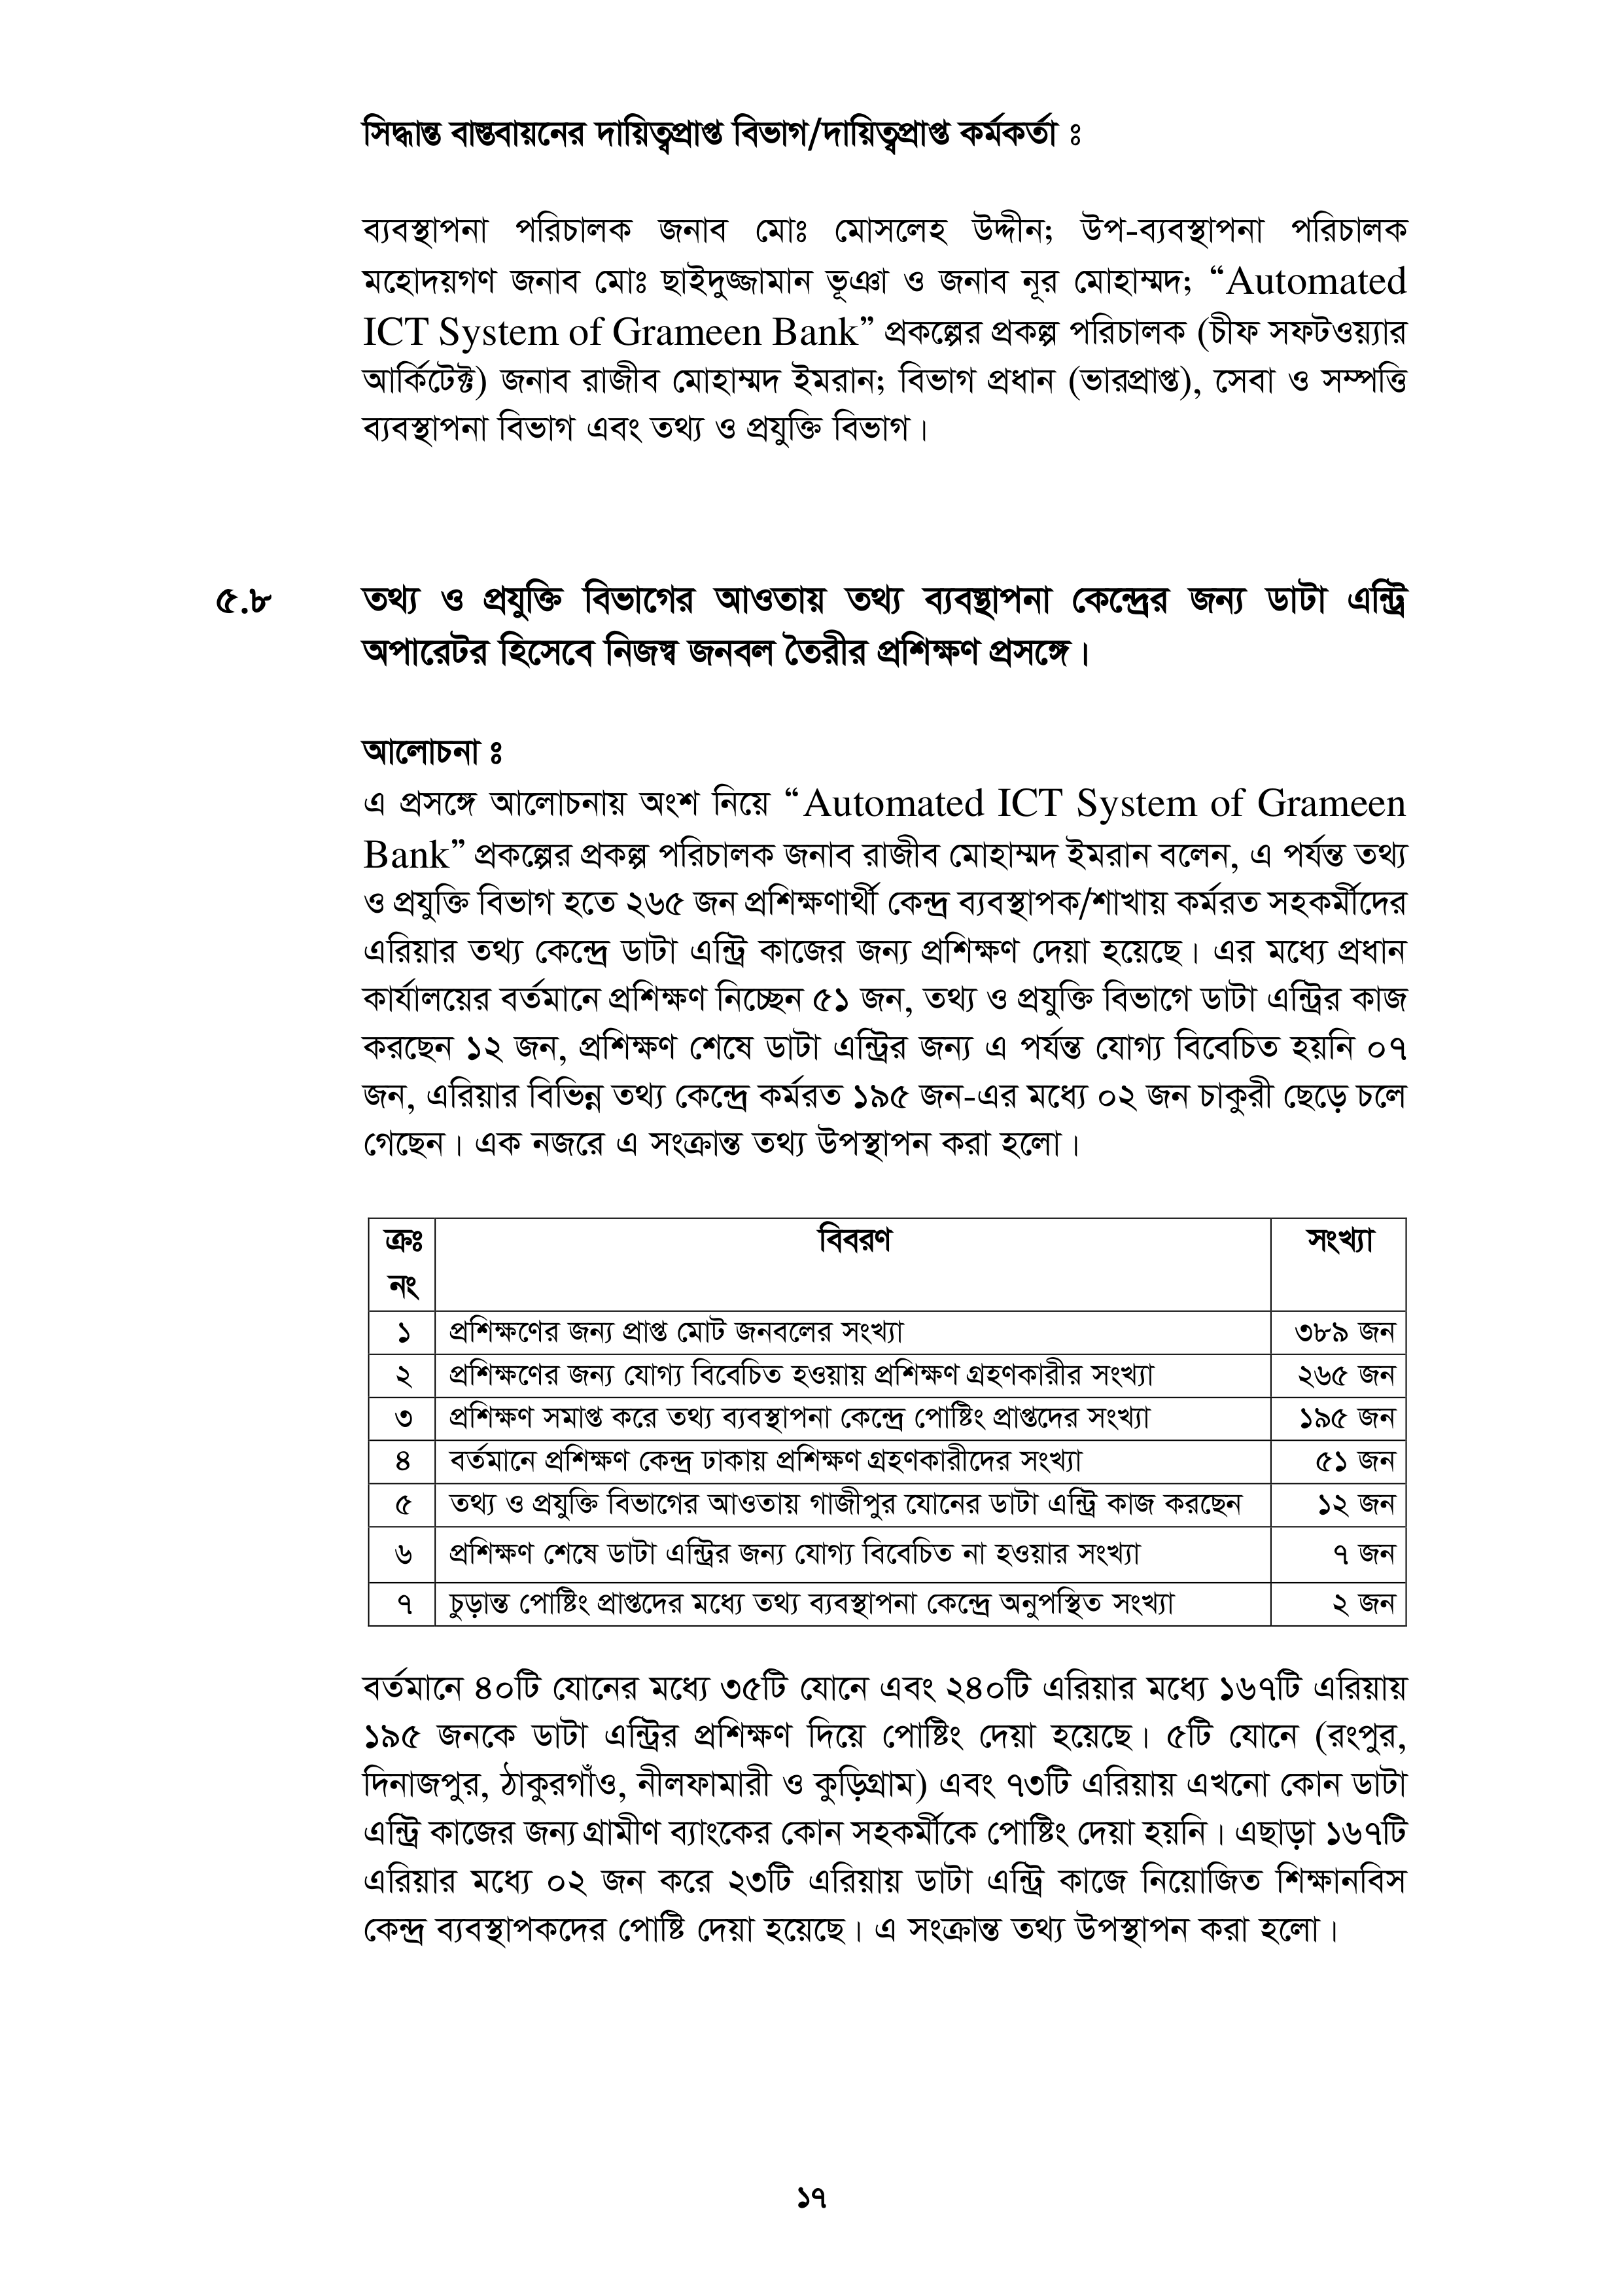 সিদ্ধান্ত বাস্তবায়নের দায়িত্বপ্রাপ্ত বিভাগ/দায়িত্বপ্রাপ্ত কর্মকর্তা ঃ
ব্যবস্থাপনা পরিচালক জনাব মোঃ মোসলেহ উদ্দীন; উপ-ব্যবস্থাপনা পরিচালক
মহোদয়গণ জনাব মোঃ ছাইদুজ্জামান ভূঞা ও জনাব নূর মোহাম্মদ; “Automated
ICT System of Grameen Bank” প্রকল্পের প্রকল্প পরিচালক (চীফ সফটওয়্যার
আর্কিটেক্ট) জনাব রাজীব মোহাম্মদ ইমরান; বিভাগ প্রধান (ভারপ্রাপ্ত), সেবা ও সম্পত্তি
ব্যবস্থাপনা বিভাগ এবং তথ্য ও প্রযুক্তি বিভাগ।
৫.৮ তথ্য ও প্রযুক্তি বিভাগের আওতায় তথ্য ব্যবস্থাপনা কেন্দ্রের জন্য ডাটা এন্ট্রি
অপারেটর হিসেবে নিজস্ব জনবল তৈরীর প্রশিক্ষণ প্রসঙ্গে।
আলোচনা ঃ
এ প্রসঙ্গে আলোচনায় অংশ নিয়ে “Automated ICT System of Grameen
Bank” প্রকল্পের প্রকল্প পরিচালক জনাব রাজীব মোহাম্মদ ইমরান বলেন, এ পর্যন্ত তথ্য
ও প্রযুক্তি বিভাগ হতে ২৬৫ জন প্রশিক্ষণার্থী কেন্দ্র ব্যবস্থাপক/শাখায় কর্মরত সহকর্মীদের
এরিয়ার তথ্য কেন্দ্রে ডাটা এন্ট্রি কাজের জন্য প্রশিক্ষণ দেয়া হয়েছে। এর মধ্যে প্রধান
কার্যালয়ের বর্তমানে প্রশিক্ষণ নিচ্ছেন ৫১ জন, তথ্য ও প্রযুক্তি বিভাগে ডাটা এন্ট্রির কাজ
করছেন ১২ জন, প্রশিক্ষণ শেষে ডাটা এন্ট্রির জন্য এ পর্যন্ত যোগ্য বিবেচিত হয়নি ০৭
জন, এরিয়ার বিভিন্ন তথ্য কেন্দ্রে কর্মরত ১৯৫ জন-এর মধ্যে ০২ জন চাকুরী ছেড়ে চলে
গেছেন। এক নজরে এ সংক্রান্ত তথ্য উপস্থাপন করা হলো।
ক্রঃ নং বিবরণ সংখ্যা
১ প্রশিক্ষণের জন্য প্রাপ্ত মোট জনবলের সংখ্যা ৩৮৯ জন
২ প্রশিক্ষণের জন্য যোগ্য বিবেচিত হওয়ায় প্রশিক্ষণ গ্রহণকারীর সংখ্যা ২৬৫ জন
৩ প্রশিক্ষণ সমাপ্ত করে তথ্য ব্যবস্থাপনা কেন্দ্রে পোষ্টিং প্রাপ্তদের সংখ্যা ১৯৫ জন
৪ বর্তমানে প্রশিক্ষণ কেন্দ্র ঢাকায় প্রশিক্ষণ গ্রহণকারীদের সংখ্যা ৫১ জন
৫ তথ্য ও প্রযুক্তি বিভাগের আওতায় গাজীপুর যোনের ডাটা এন্ট্রি কাজ করছেন ১২ জন
৬ প্রশিক্ষণ শেষে ডাটা এন্ট্রির জন্য যোগ্য বিবেচিত না হওয়ার সংখ্যা ৭ জন
৭ চুড়ান্ত পোষ্টিং প্রাপ্তদের মধ্যে তথ্য ব্যবস্থাপনা কেন্দ্রে অনুপস্থিত সংখ্যা ২ জন
বর্তমানে ৪০টি যোনের মধ্যে ৩৫টি যোনে এবং ২৪০টি এরিয়ার মধ্যে ১৬৭টি এরিয়ায়
১৯৫ জনকে ডাটা এন্ট্রির প্রশিক্ষণ দিয়ে পোষ্টিং দেয়া হয়েছে। ৫টি যোনে (রংপুর,
দিনাজপুর, ঠাকুরগাঁও, নীলফামারী ও কুড়িগ্রাম) এবং ৭৩টি এরিয়ায় এখনো কোন ডাটা
এন্ট্রি কাজের জন্য গ্রামীণ ব্যাংকের কোন সহকর্মীকে পোষ্টিং দেয়া হয়নি। এছাড়া ১৬৭টি
এরিয়ার মধ্যে ০২ জন করে ২৩টি এরিয়ায় ডাটা এন্ট্রি কাজে নিয়োজিত শিক্ষানবিস
কেন্দ্র ব্যবস্থাপকদের পোষ্টি দেয়া হয়েছে। এ সংক্রান্ত তথ্য উপস্থাপন করা হলো।
১৭